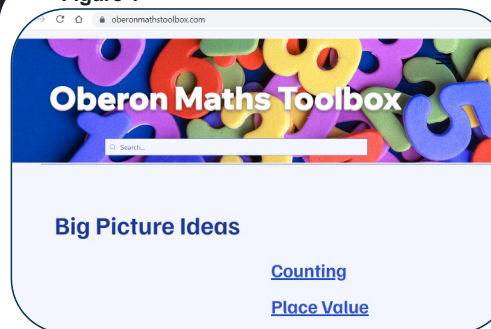 oberonmathstoolbox.com
Oberon Maths Toolbox
Search...
Big Picture Ideas
Counting
Place Value